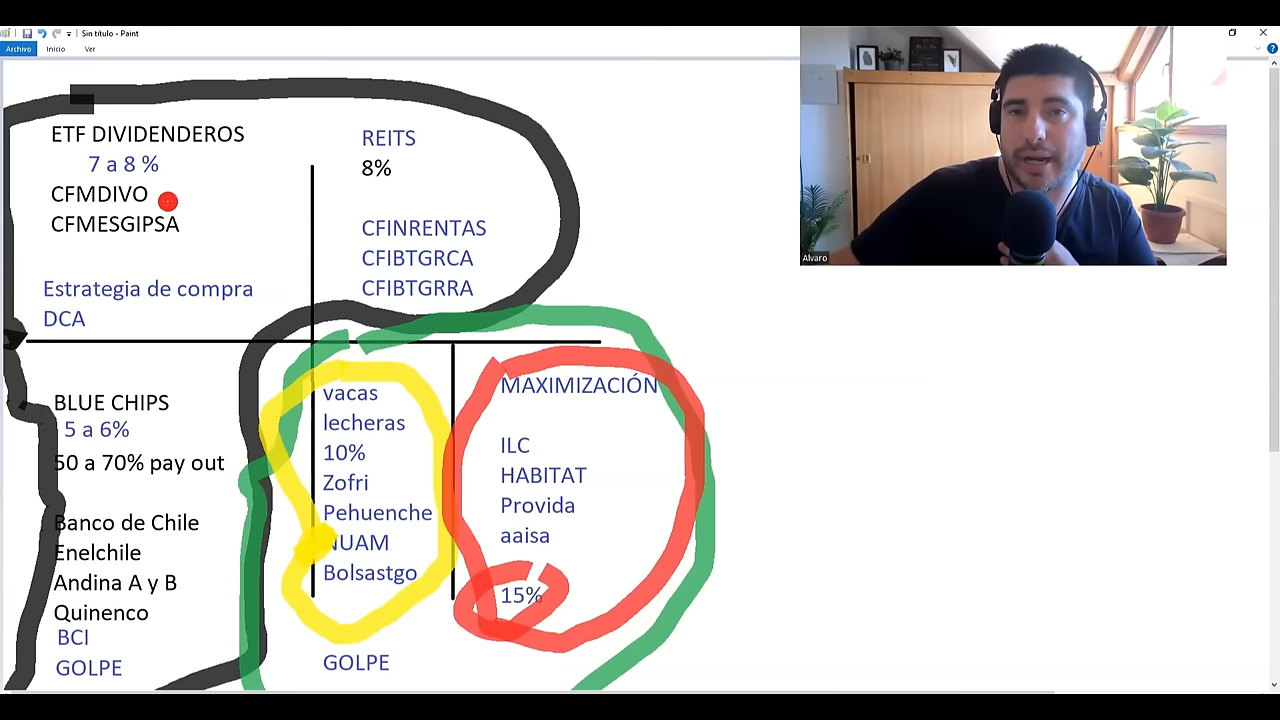 Sin título - Paint
Archivo
Inicio
Ver
ETF DIVIDENDEROS
7 a 8 %
CFMDIVO
CFMESGIPSA
Estrategia de compra
DCA
REITS
8%
CFINRENTAS
CFIBTGRCA
CFIBTGRRA
BLUE CHIPS
5 a 6%
50 a 70% pay out
Banco de Chile
Enelchile
Andina A y B
Quinenco
BCI
GOLPE
vacas
lecheras
10%
Zofri
Pehuenche
NUAM
Bolsastgo
GOLPE
MAXIMIZACIÓN
ILC
HABITAT
Provida
aaisa
15%
Alvaro